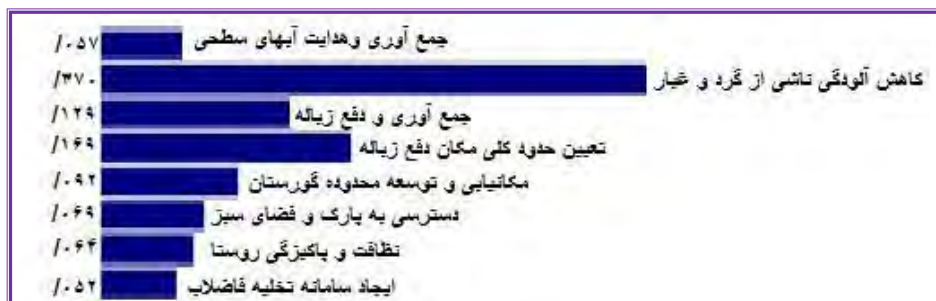 جمع آوری وهدایت آبهای سطحی /۰۵۷
کاهش آلودگی ناشی از گرد و غبار /۳۷۰
جمع آوری و دفع زباله /۱۲۹
تعیین حدود کلی مکان دفع زباله /۱۶۹
مکانیابی و توسعه محدوده گورستان /۰۹۲
دسترسی به پارک و فضای سبز /۰۶۹
نظافت و پاکیزگی روستا /۰۶۴
ایجاد سامانه تخلیه فاضلاب /۰۵۲